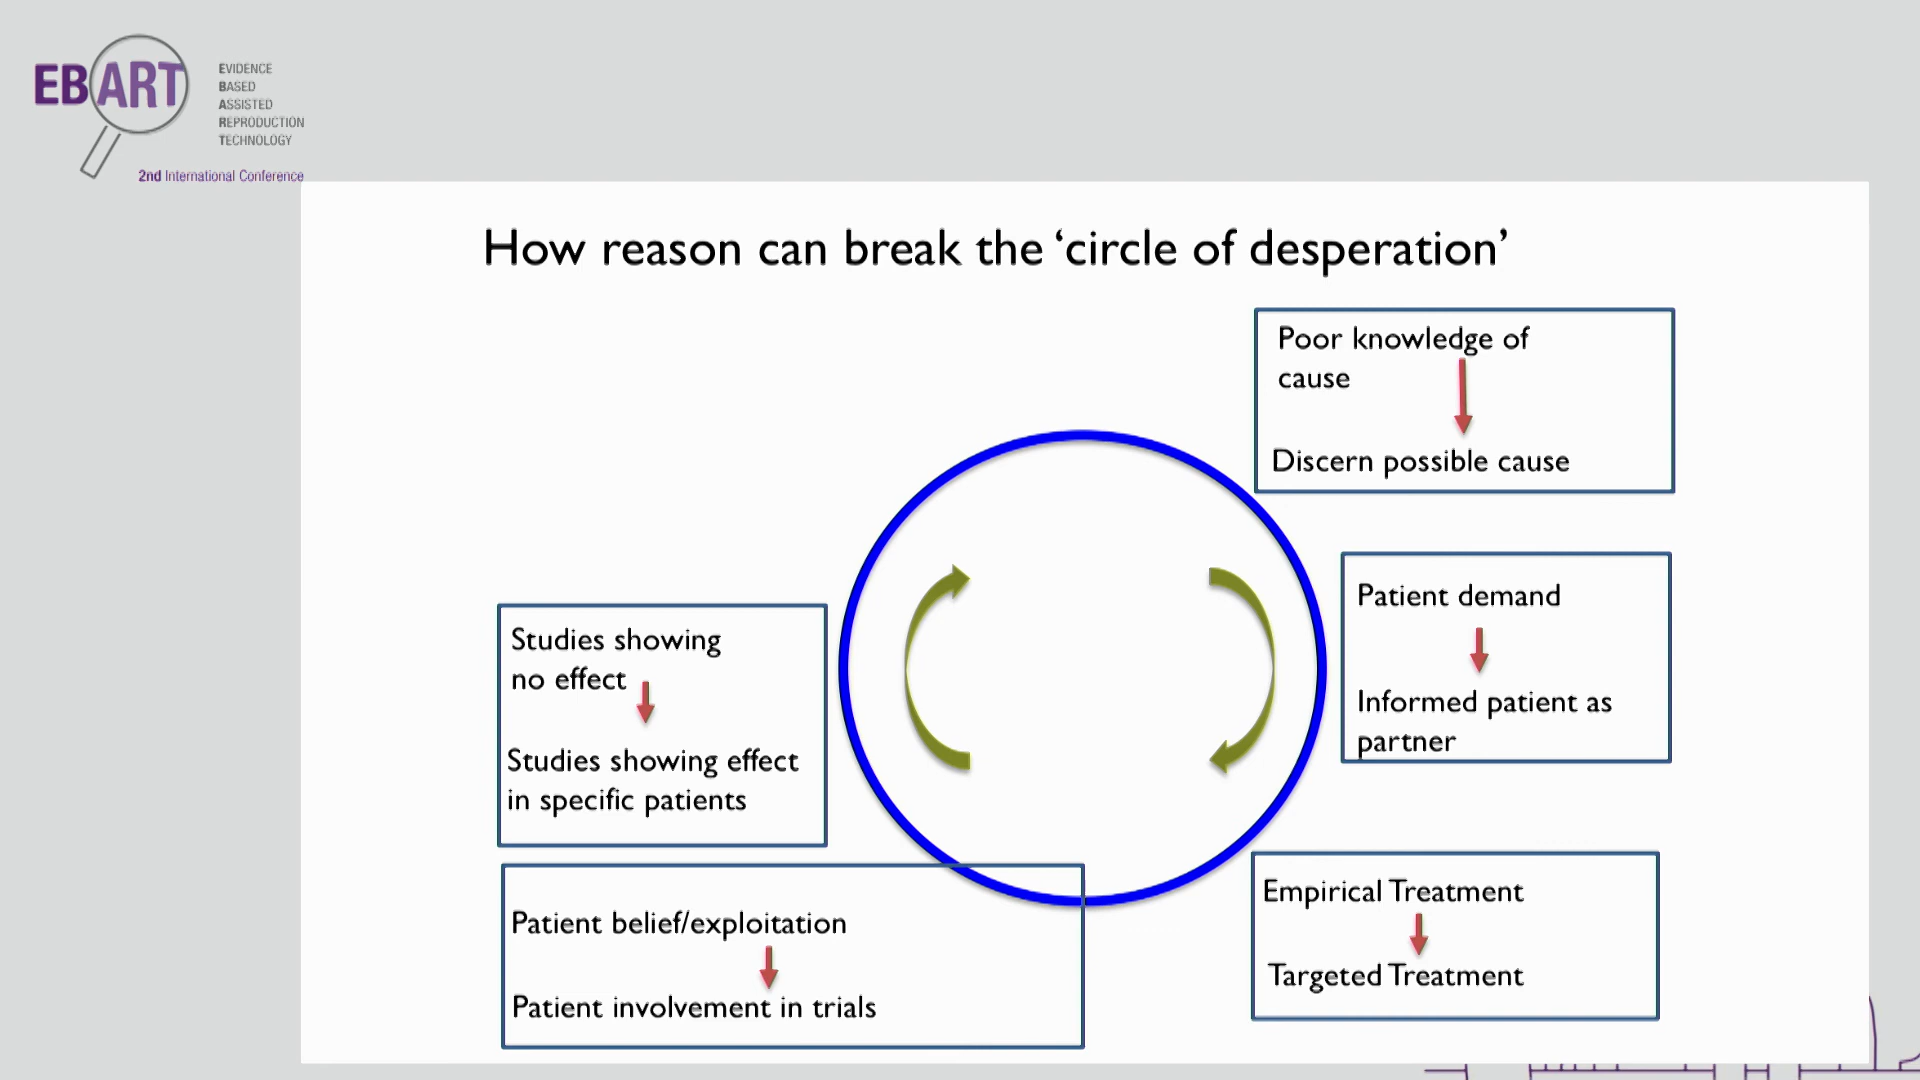 EBART
EVIDENCE
BASED
ASSISTED
REPRODUCTION
TECHNOLOGY
2nd International Conference
How reason can break the ‘circle of desperation’
Poor knowledge of
cause
Discern possible cause
Patient demand
Informed patient as
partner
Empirical Treatment
Targeted Treatment
Patient belief/exploitation
Patient involvement in trials
Studies showing
no effect
Studies showing effect
in specific patients